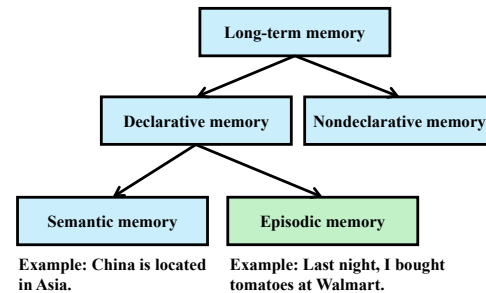 Long-term memory
Declarative memory
Nondeclarative memory
Semantic memory
Episodic memory
Example: China is located
in Asia.
Example: Last night, I bought
tomatoes at Walmart.